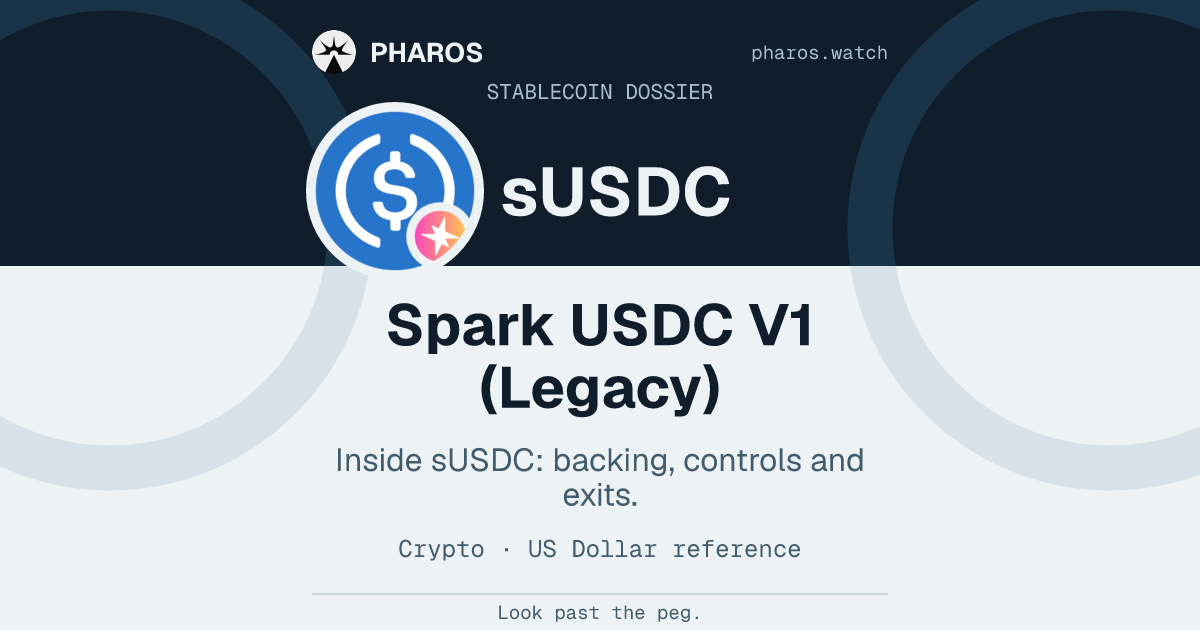 PHAROS
pharos.watch
STABLECOIN DOSSIER
$
sUSDC
Spark USDC V1
(Legacy)
Inside sUSDC: backing, controls and
exits.
Crypto · US Dollar reference
Look past the peg.